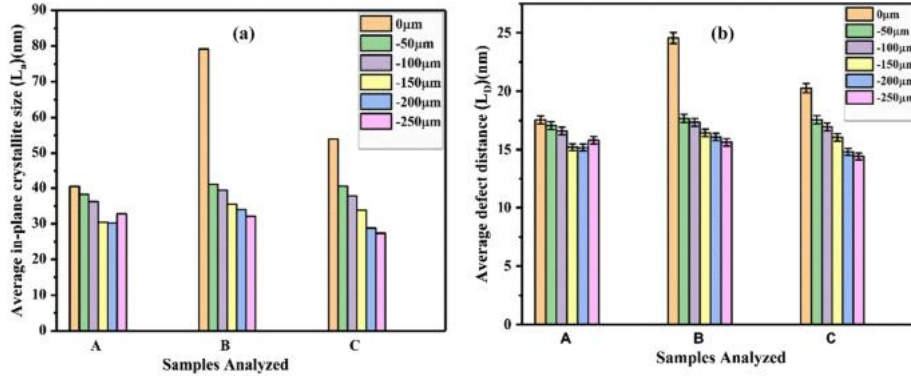 (a)
0μm
-50μm
-100μm
-150μm
-200μm
-250μm
Average in-plane crystallite size (La)(nm)
90
80
70
60
50
40
30
20
10
0
A B C
Samples Analyzed
(b)
0μm
-50μm
-100μm
-150μm
-200μm
-250μm
Average defect distance (LD)(nm)
25
20
15
10
5
0
A B C
Samples Analyzed